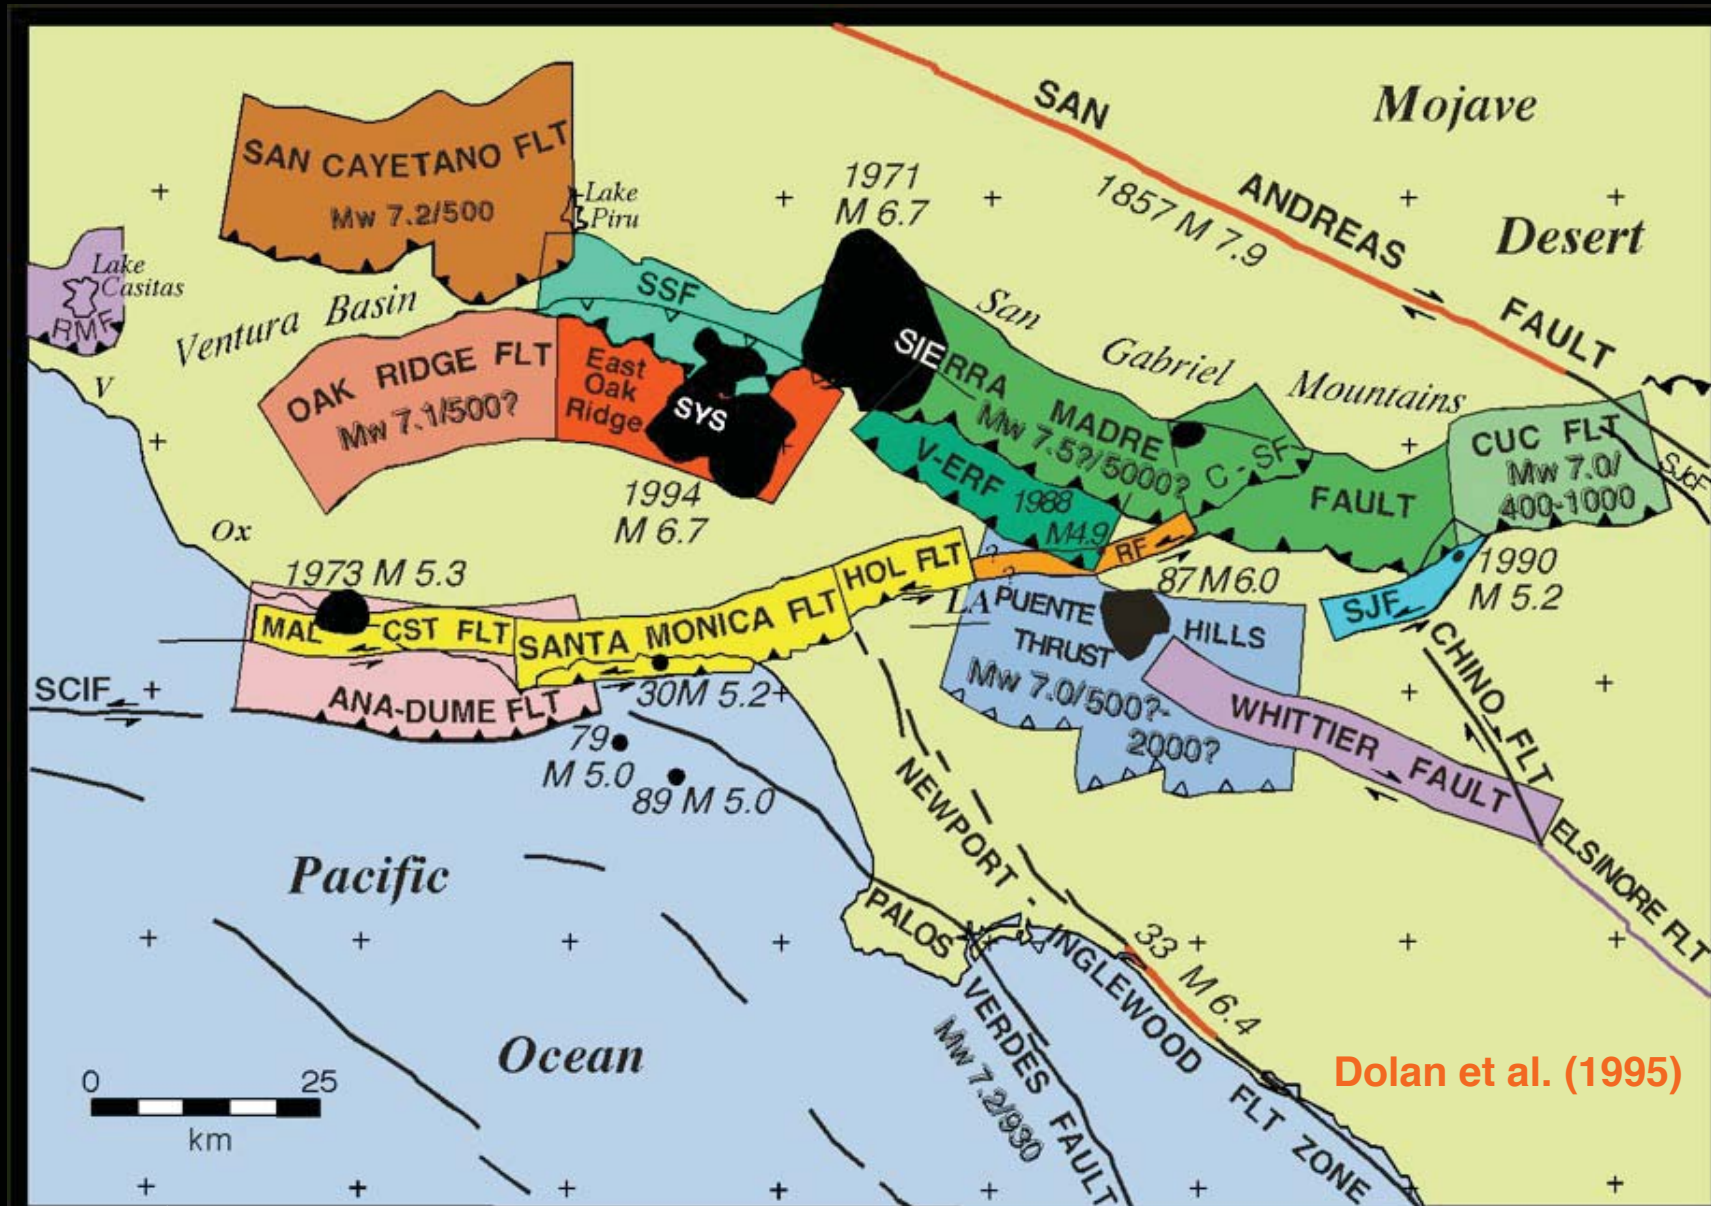 SAN
Mojave
SAN CAYETANO FLT
Mw 7.2/500
Lake
Piru
1971
M 6.7
1857 M 7.9
ANDREAS
Desert
Lake
Casitas
RMF
Ventura Basin
SSF
San
FAULT
V
OAK RIDGE FLT
Mw 7.1/500?
East
Oak
Ridge
SYS
SIERRA MADRE
Mw 7.5?/5000?
Gabriel
Mountains
C-SF
FAULT
CUC FLT
Mw 7.0/
400-1000
SJcF
V-ERF
1988
M4.9
1994
M 6.7
Ox
HOL FLT
?
?
RF
87 M 6.0
1990
M 5.2
1973 M 5.3
MAL CST FLT
SANTA MONICA FLT
LA
PUENTE HILLS
THRUST
Mw 7.0/500?-
2000?
SJF
CHINO FLT
SCIF
ANA-DUME FLT
30 M 5.2
WHITTIER FAULT
79
M 5.0
89 M 5.0
NEWPORT -
INGLEWOOD
FLT ZONE
ELSINORE FLT
Pacific
PALOS
VERDES FAULT
Mw 7.2/930
33 M 6.4
Ocean
Dolan et al. (1995)
0 25
km